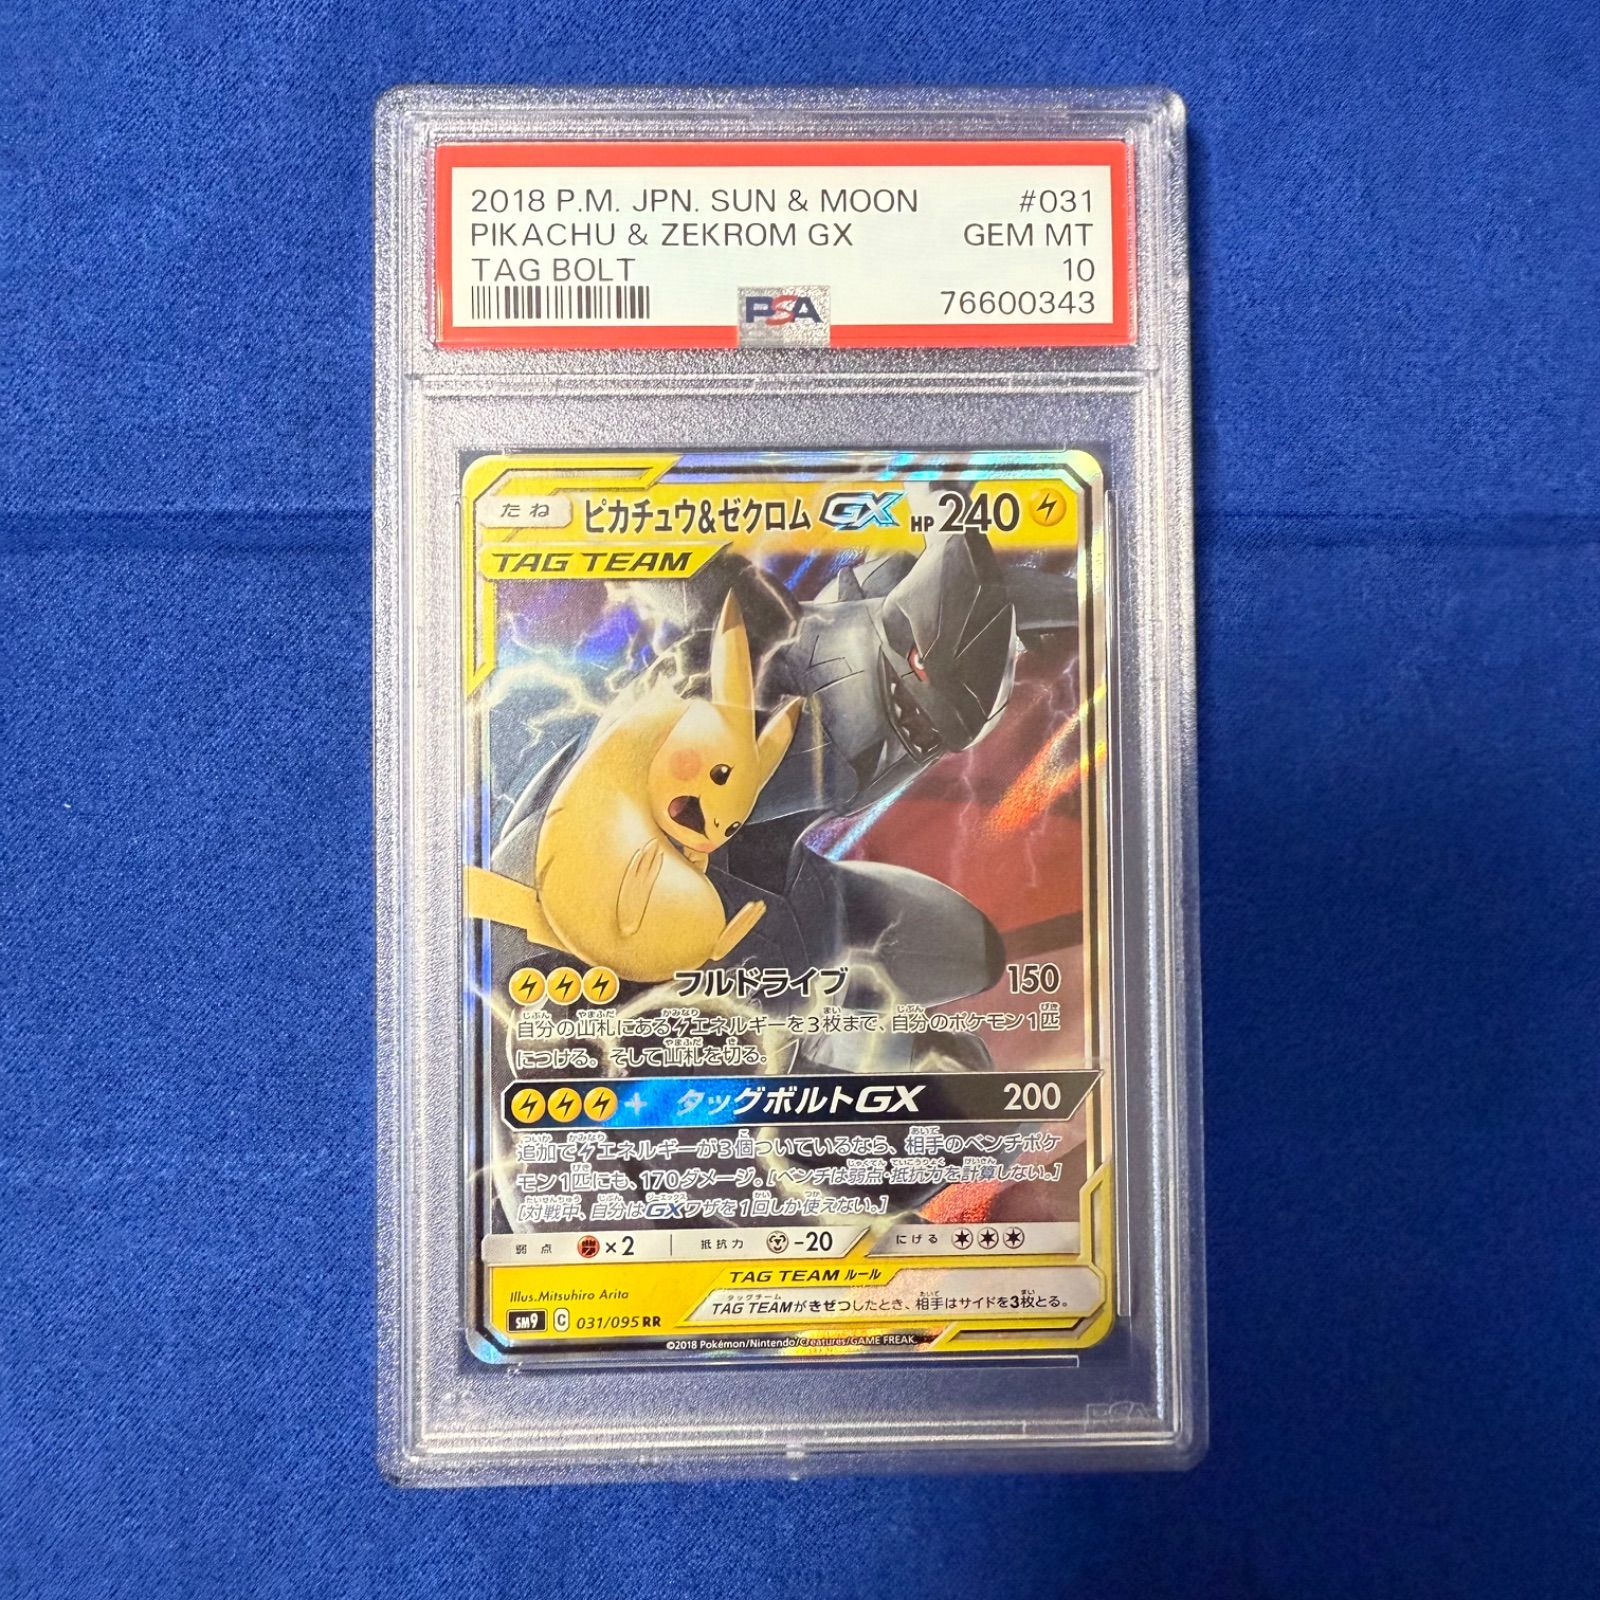 2018 P.M. JPN. SUN & MOON #031
PIKACHU & ZEKROM GX GEM MT
TAG BOLT 10
76600343
PSA
たね ピカチュウ&ゼクロムGX HP240
TAG TEAM
フルドライブ 150
自分の山札にあるエネルギーを3枚まで、自分のポケモン1匹
につける。そして山札を切る。
+ タッグボルトGX 200
追加でエネルギーが3個ついているなら、相手のベンチポケ
モン1匹にも、170ダメージ。[ベンチは弱点・抵抗力を計算しない。]
[対戦中、自分はGXワザを1回しか使えない。]
弱点 ×2 抵抗力 -20 にげる
TAG TEAM ルール
Illus.Mitsuhiro Arita
TAG TEAMがきぜつしたとき、相手はサイドを3枚とる。
SM9 C 031/095 RR
©2018 Pokémon/Nintendo/Creatures/GAME FREAK.
PSA